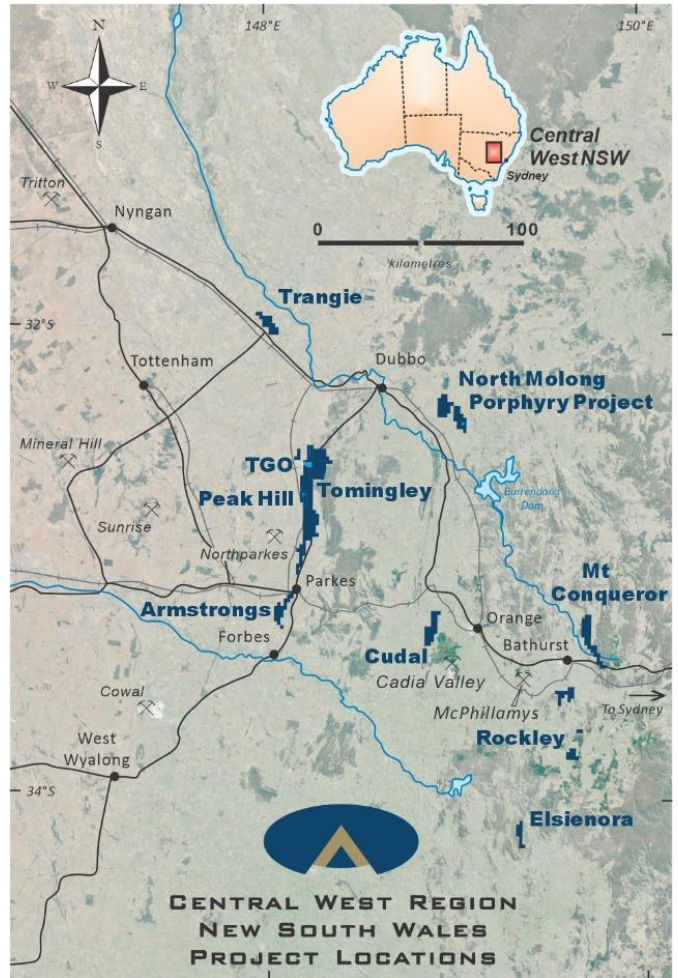 148°E
150°E
N
W
E
S
Central
West NSW
Sydney
0
100
kilometres
Tritton
Nyngan
Trangie
32°S
Tottenham
Dubbo
North Molong
Porphyry Project
Mineral Hill
TGO
Tomingley
Peak Hill
Burrendong
Dam
Sunrise
Northparkes
Mt
Conqueror
Parkes
Armstrongs
Orange
Forbes
Bathurst
Cudal
Cadia Valley
Cowal
McPhillamys
To Sydney
West
Wyalong
Rockley
34°S
Elsienora
CENTRAL WEST REGION
NEW SOUTH WALES
PROJECT LOCATIONS